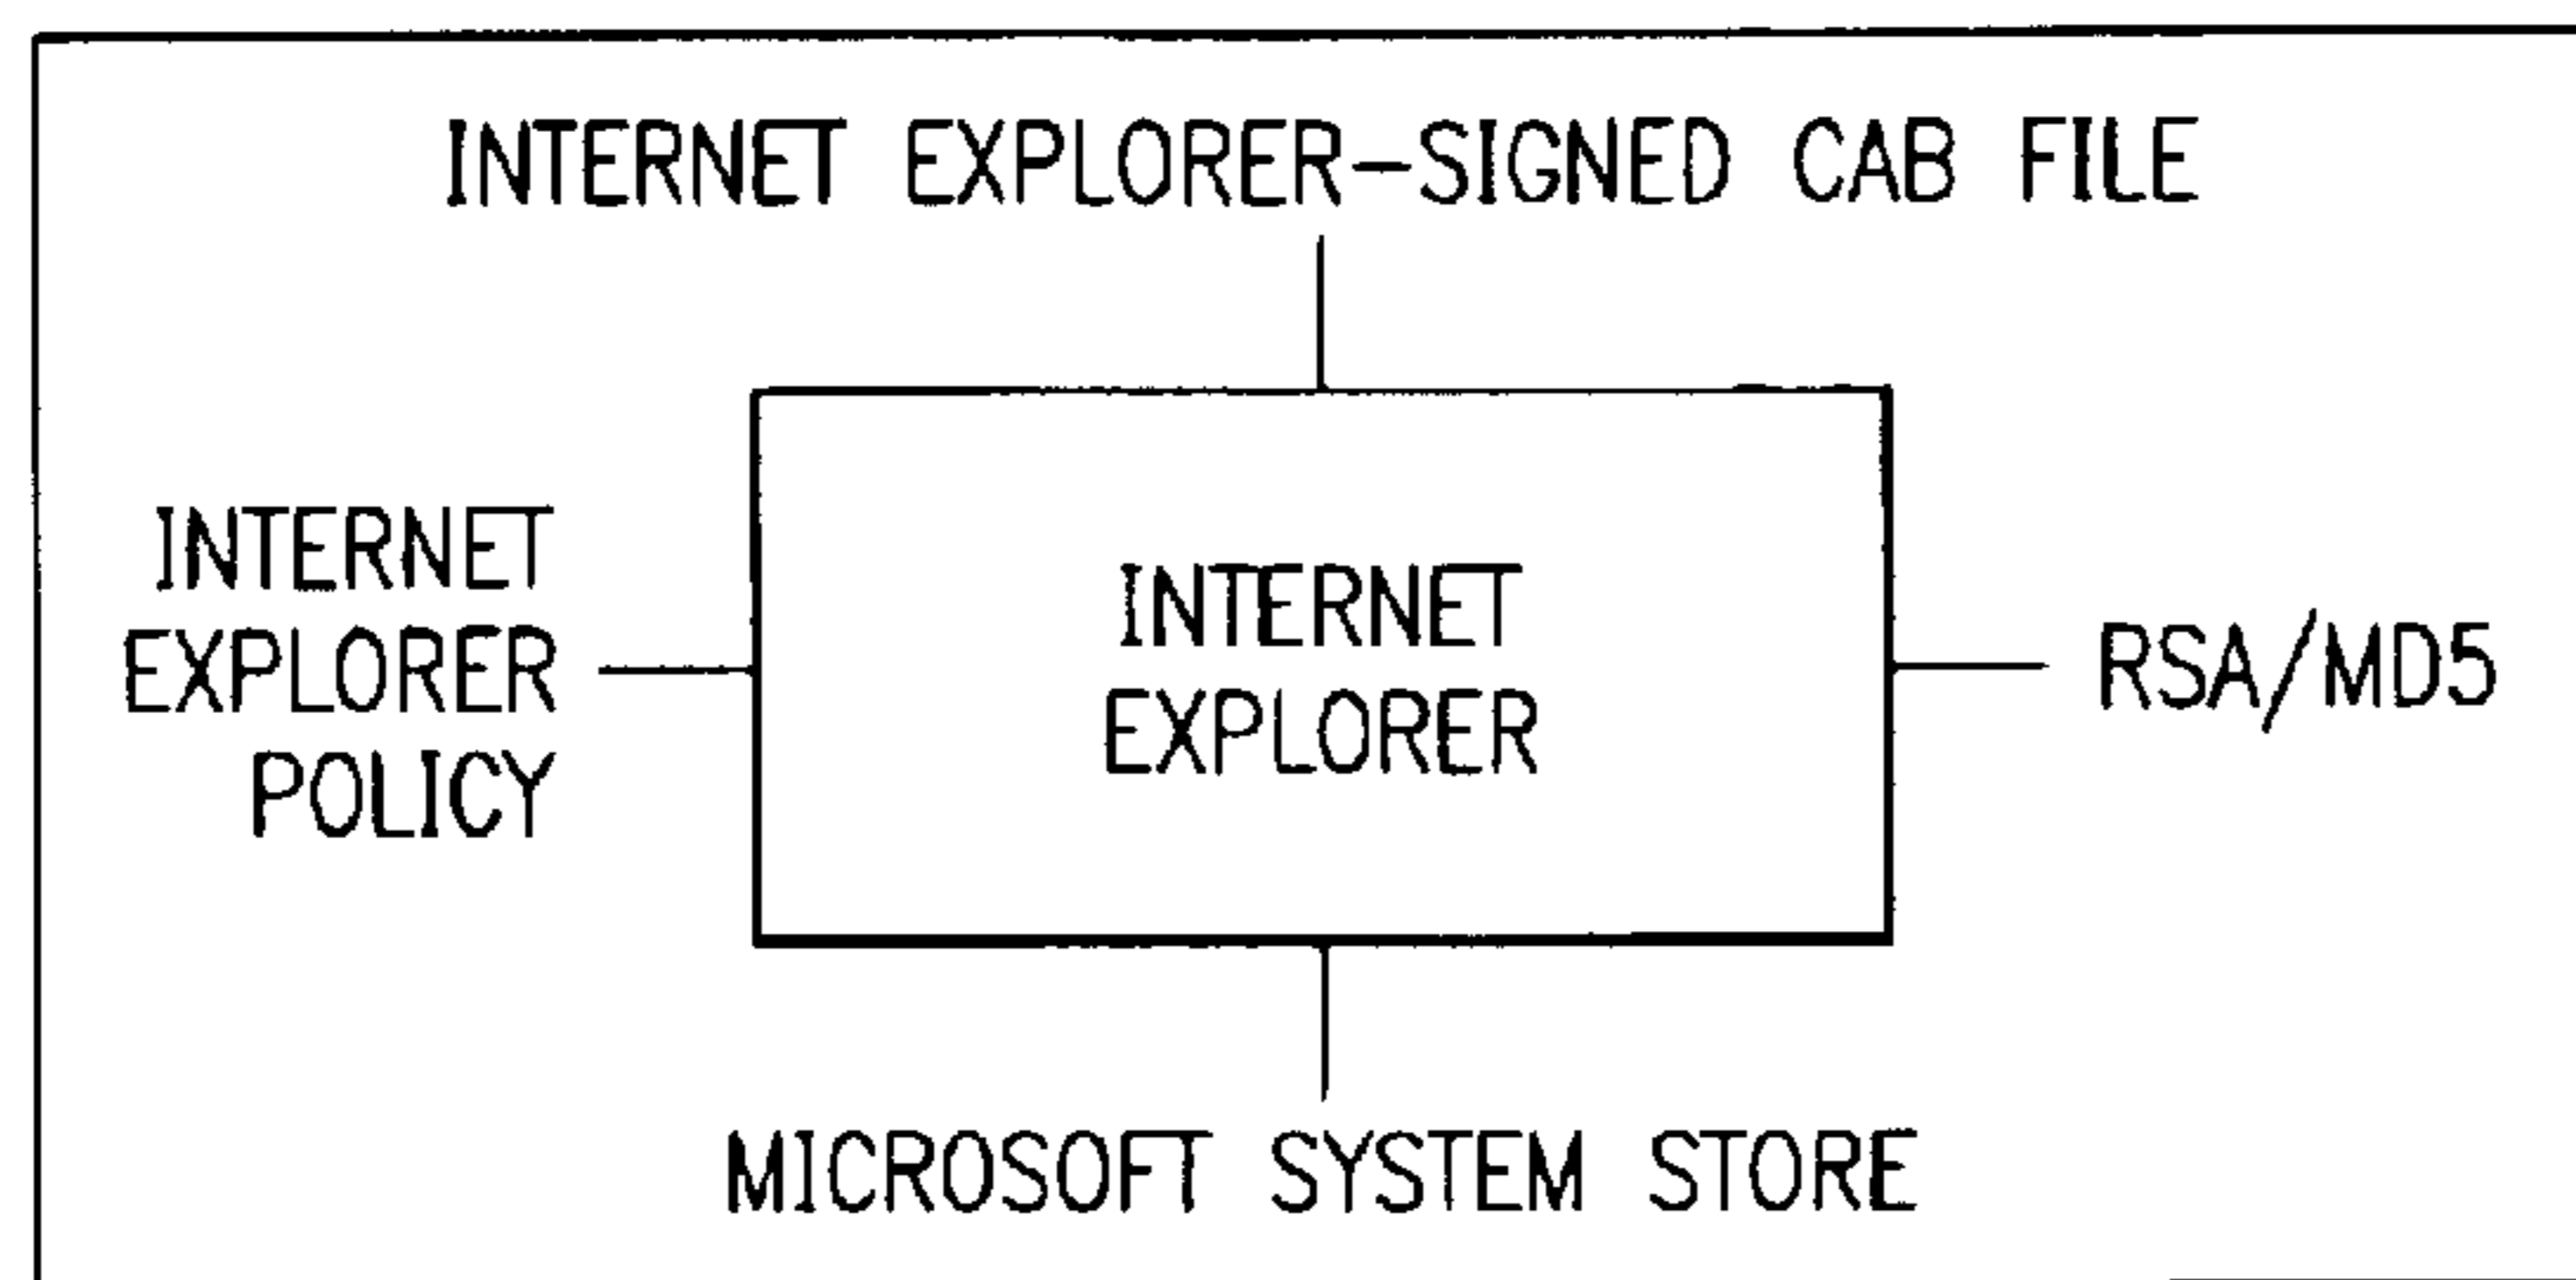 INTERNET EXPLORER-SIGNED CAB FILE
INTERNET
EXPLORER
POLICY
INTERNET
EXPLORER
RSA/MD5
MICROSOFT SYSTEM STORE